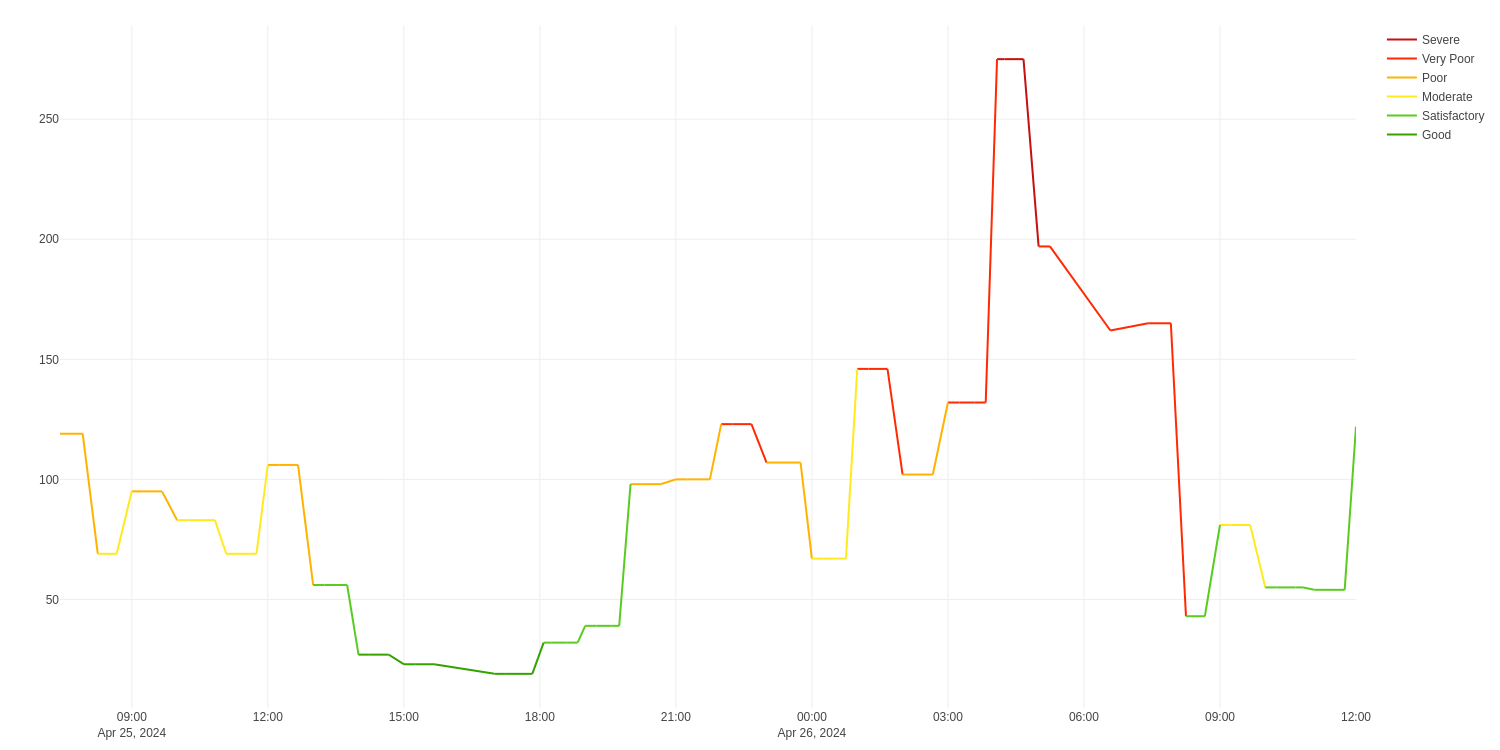 Severe
Very Poor
Poor
Moderate
Satisfactory
Good
250
200
150
100
50
09:00
Apr 25, 2024
12:00
15:00
18:00
21:00
00:00
Apr 26, 2024
03:00
06:00
09:00
12:00